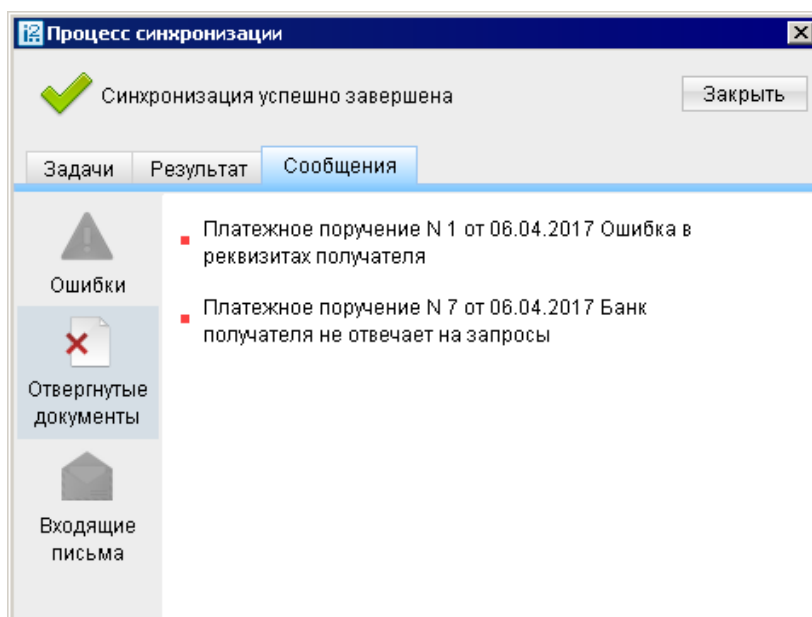 Процесс синхронизации
Синхронизация успешно завершена
Закрыть
Задачи
Результат
Сообщения
Ошибки
Отвергнутые
документы
Входящие
письма
Платежное поручение N 1 от 06.04.2017 Ошибка в
реквизитах получателя
Платежное поручение N 7 от 06.04.2017 Банк
получателя не отвечает на запросы